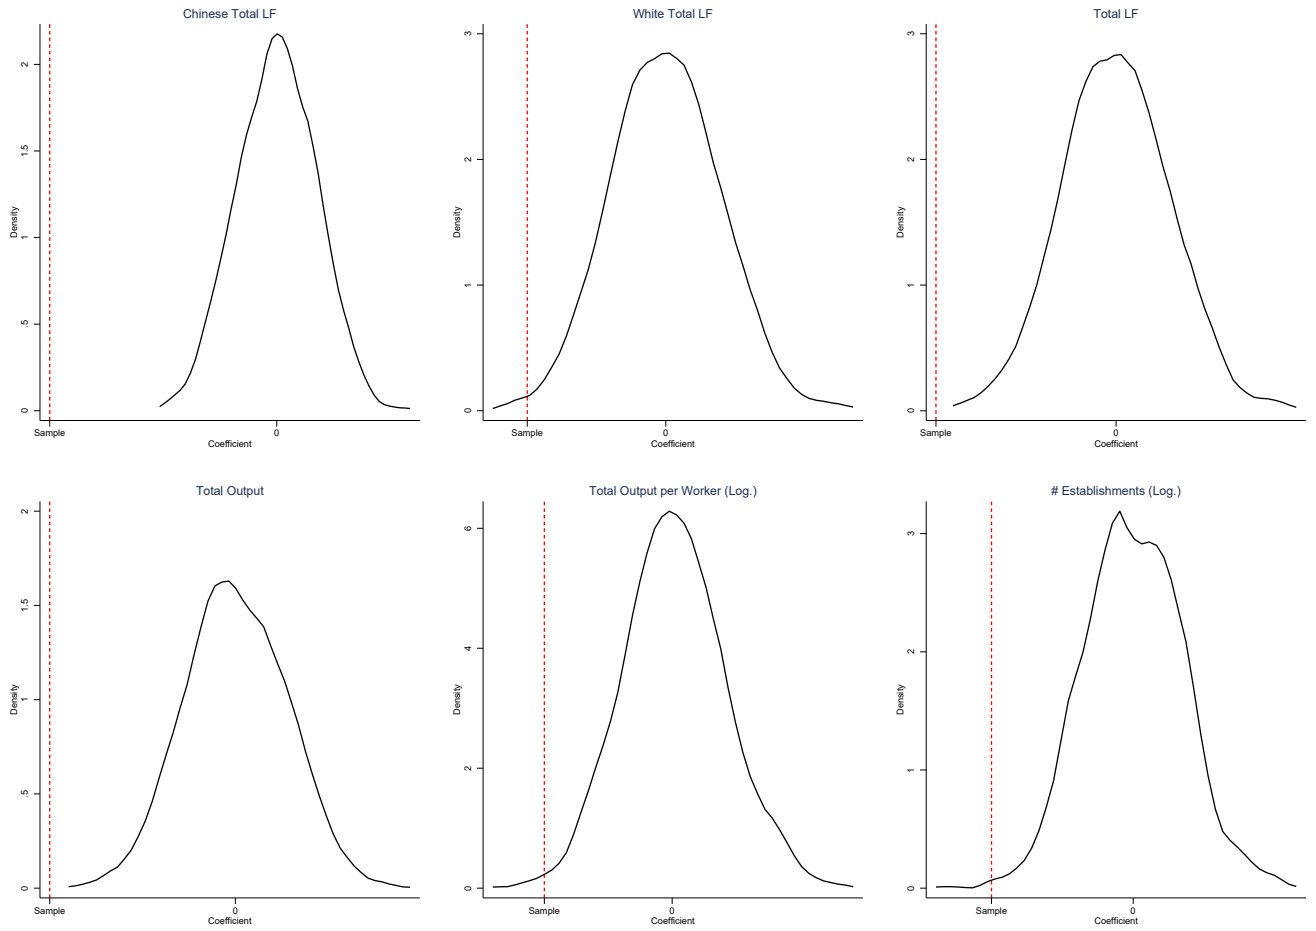 Chinese Total LF
Density
0
.5
1
1.5
2
Sample
0
Coefficient
White Total LF
Density
0
1
2
3
Sample
0
Coefficient
Total LF
Density
0
1
2
3
Sample
0
Coefficient
Total Output
Density
0
.5
1
1.5
2
Sample
0
Coefficient
Total Output per Worker (Log.)
Density
0
2
4
6
Sample
0
Coefficient
# Establishments (Log.)
Density
0
1
2
3
Sample
0
Coefficient